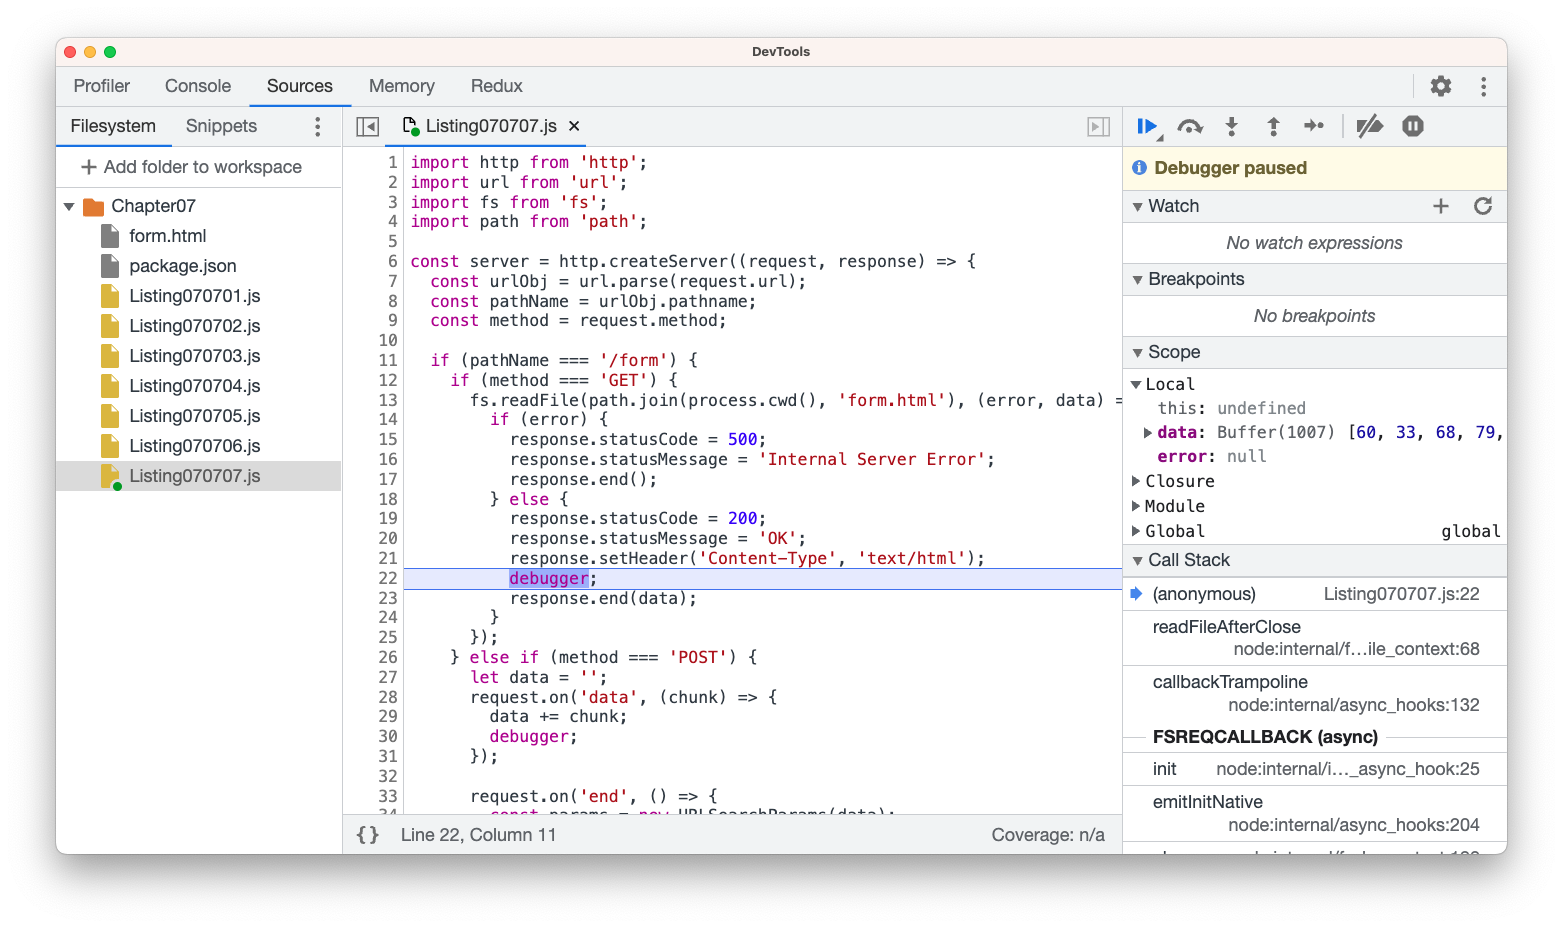 DevTools
Profiler Console Sources Memory Redux
Filesystem Snippets
Listing070707.js ×
+ Add folder to workspace
Chapter07
form.html
package.json
Listing070701.js
Listing070702.js
Listing070703.js
Listing070704.js
Listing070705.js
Listing070706.js
Listing070707.js
1 import http from 'http';
2 import url from 'url';
3 import fs from 'fs';
4 import path from 'path';
5
6 const server = http.createServer((request, response) => {
7 const urlObj = url.parse(request.url);
8 const pathName = urlObj.pathname;
9 const method = request.method;
10
11 if (pathName === '/form') {
12 if (method === 'GET') {
13 fs.readFile(path.join(process.cwd(), 'form.html'), (error, data) =
14 if (error) {
15 response.statusCode = 500;
16 response.statusMessage = 'Internal Server Error';
17 response.end();
18 } else {
19 response.statusCode = 200;
20 response.statusMessage = 'OK';
21 response.setHeader('Content-Type', 'text/html');
22 debugger;
23 response.end(data);
24 }
25 });
26 } else if (method === 'POST') {
27 let data = '';
28 request.on('data', (chunk) => {
29 data += chunk;
30 debugger;
31 });
32
33 request.on('end', () => {
34 const params = new URLSearchParams(data);
{} Line 22, Column 11
Coverage: n/a
Debugger paused
Watch
No watch expressions
Breakpoints
No breakpoints
Scope
Local
this: undefined
data: Buffer(1007) [60, 33, 68, 79,
error: null
Closure
Module
Global global
Call Stack
(anonymous) Listing070707.js:22
readFileAfterClose
node:internal/f…ile_context:68
callbackTrampoline
node:internal/async_hooks:132
FSREQCALLBACK (async)
init node:internal/i…_async_hook:25
emitInitNative
node:internal/async_hooks:204